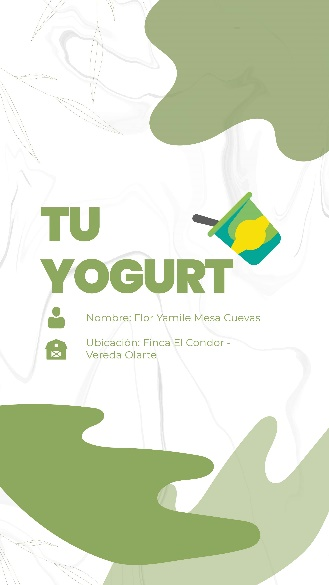 TU
YOGURT
Nombre: Flor Yamile Mesa Cuevas
Ubicación: Finca El Condor -
Vereda Olarte